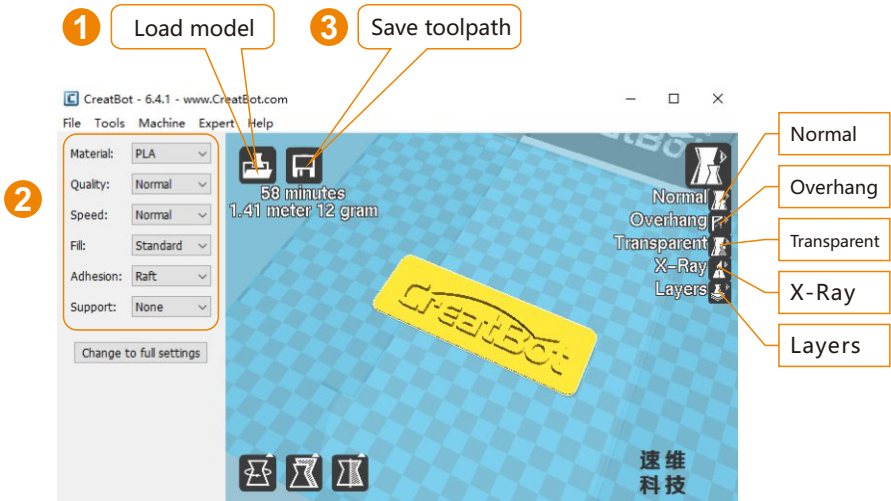 1 Load model
3 Save toolpath
CreatBot - 6.4.1 - www.CreatBot.com
File Tools Machine Expert Help
2
Material: PLA
Quality: Normal
Speed: Normal
Fill: Standard
Adhesion: Raft
Support: None
Change to full settings
58 minutes
1.41 meter 12 gram
Normal
Overhang
Transparent
X-Ray
Layers
Normal
Overhang
Transparent
X-Ray
Layers
CreatBot
速维
科技